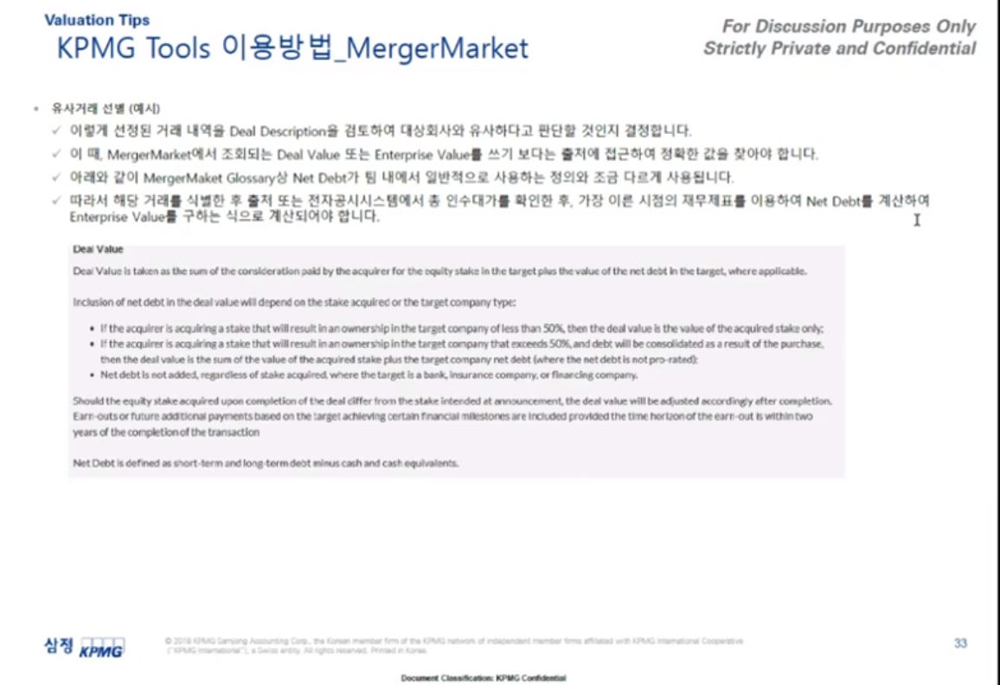 Valuation Tips
KPMG Tools 이용방법_MergerMarket
For Discussion Purposes Only
Strictly Private and Confidential
유사거래 선별 (예시)
✓ 이렇게 선정된 거래 내역을 Deal Description을 검토하여 대상회사와 유사하다고 판단할 것인지 결정합니다.
✓ 이 때, MergerMarket에서 조회되는 Deal Value 또는 Enterprise Value를 쓰기 보다는 출처에 접근하여 정확한 값을 찾아야 합니다.
✓ 아래와 같이 MergerMaket Glossary상 Net Debt가 팀 내에서 일반적으로 사용하는 정의와 조금 다르게 사용됩니다.
✓ 따라서 해당 거래를 식별한 후 출저 또는 전자공시시스템에서 총 인수대가를 확인한 후, 가장 이른 시점의 재무제표를 이용하여 Net Debt를 계산하여
Enterprise Value를 구하는 식으로 계산되어야 합니다.
Deal Value
Deal Value is taken as the sum of the consideration paid by the acquirer for the equity stake in the target plus the value of the net debt in the target, where applicable.
Inclusion of net debt in the deal value will depend on the stake acquired or the target company type:
• If the acquirer is acquiring a stake that will result in an ownership in the target company of less than 50%, then the deal value is the value of the acquired stake only;
• If the acquirer is acquiring a stake that will result in an ownership in the target company that exceeds 50%, and debt will be consolidated as a result of the purchase,
then the deal value is the sum of the value of the acquired stake plus the target company net debt (where the net debt is not pro-rated);
• Net debt is not added, regardless of stake acquired, where the target is a bank, insurance company, or financing company.
Should the equity stake acquired upon completion of the deal differ from the stake intended at announcement, the deal value will be adjusted accordingly after completion.
Earn-outs or future additional payments based on the target achieving certain financial milestones are included provided the time horizon of the earn-out is within two
years of the completion of the transaction
Net Debt is defined as short-term and long-term debt minus cash and cash equivalents.
삼정 KPMG
© 2018 KPMG Samjong Accounting Corp., the Korean member firm of the KPMG network of independent member firms affiliated with KPMG International Cooperative
("KPMG International"), a Swiss entity. All rights reserved. Printed in Korea.
33
Document Classification: KPMG Confidential